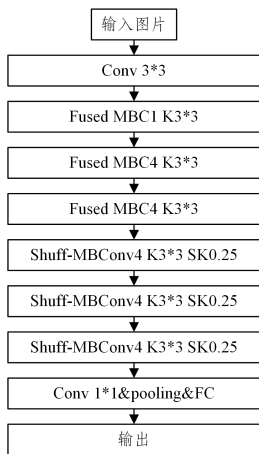 输入图片
Conv 3*3
Fused MBC1 K3*3
Fused MBC4 K3*3
Fused MBC4 K3*3
Shuff-MBConv4 K3*3 SK0.25
Shuff-MBConv4 K3*3 SK0.25
Shuff-MBConv4 K3*3 SK0.25
Conv 1*1&pooling&FC
输出